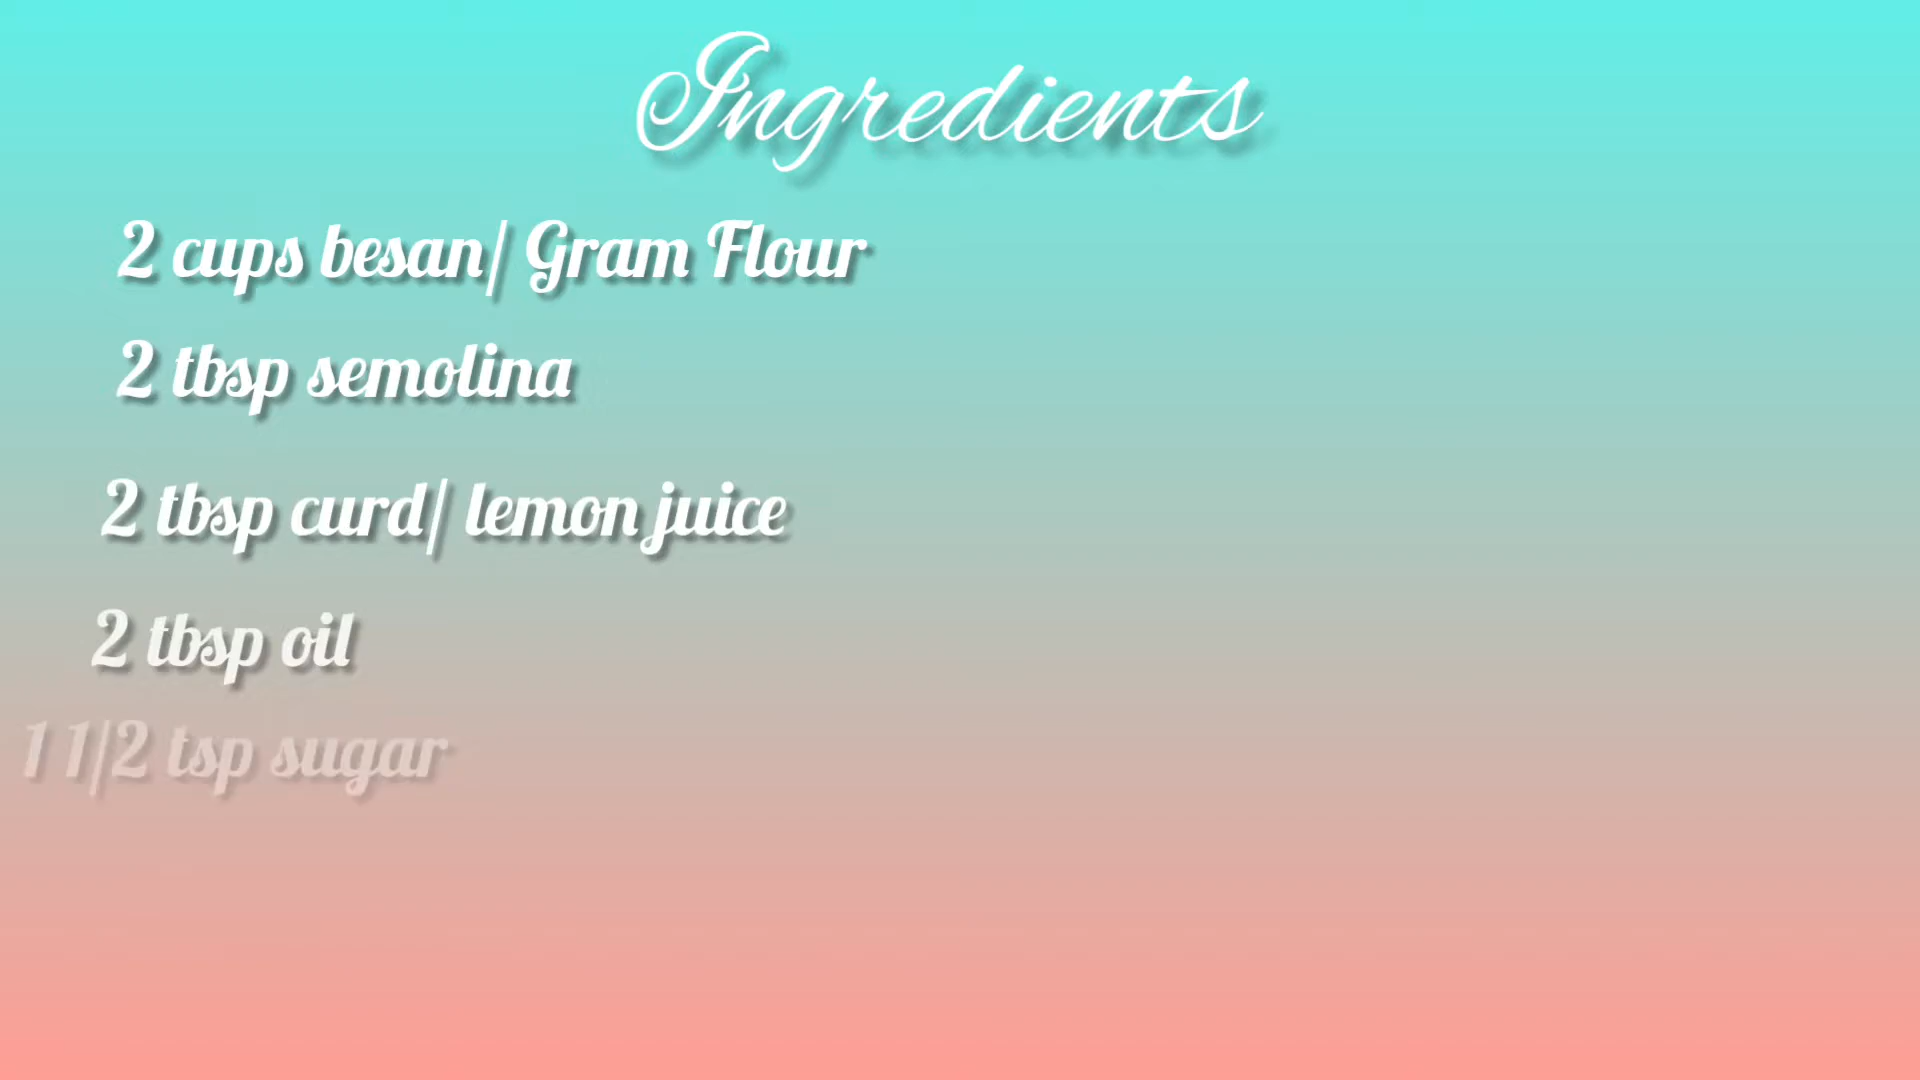 Ingredients
2 cups besan/ Gram Flour
2 tbsp semolina
2 tbsp curd/ lemon juice
2 tbsp oil
1 1/2 tsp sugar